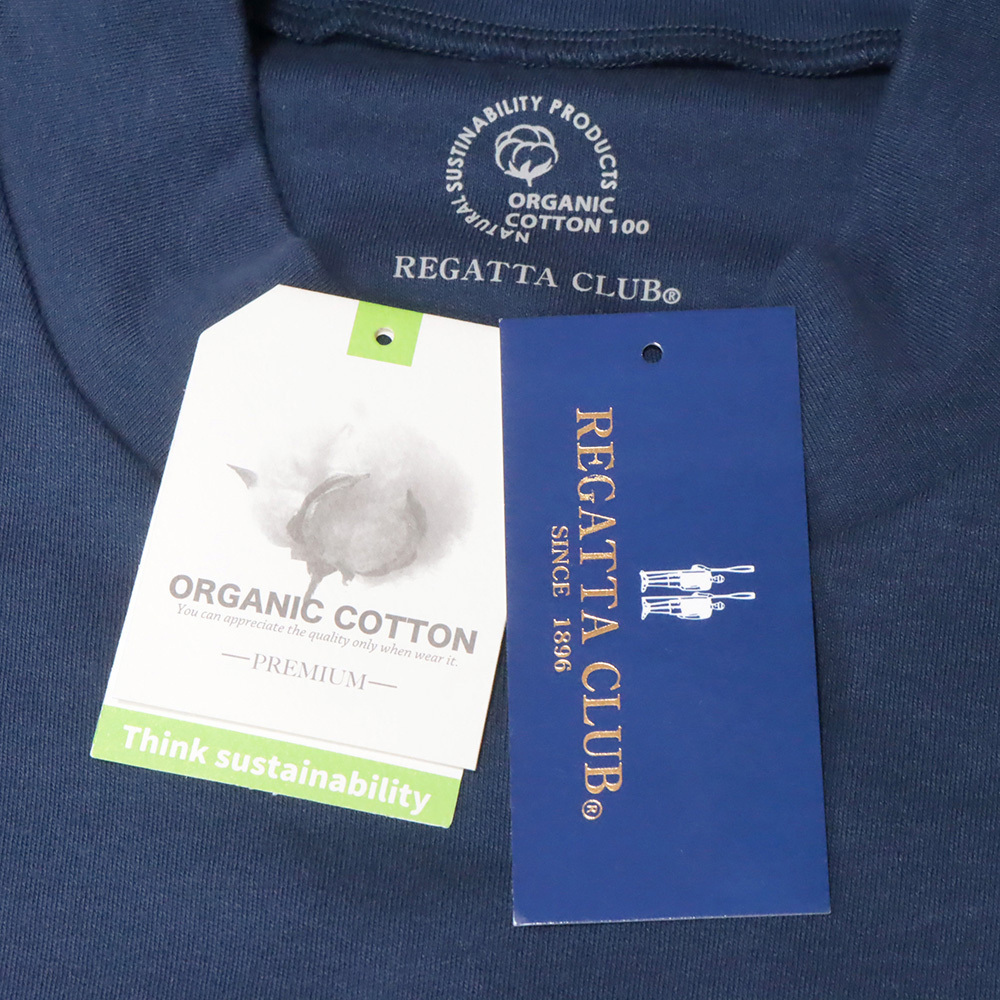 NATURAL SUSTAINABILITY PRODUCTS
ORGANIC
COTTON 100
REGATTA CLUB®
ORGANIC COTTON
You can appreciate the quality only when wear it.
—PREMIUM—
Think sustainability
REGATTA CLUB®
SINCE 1896